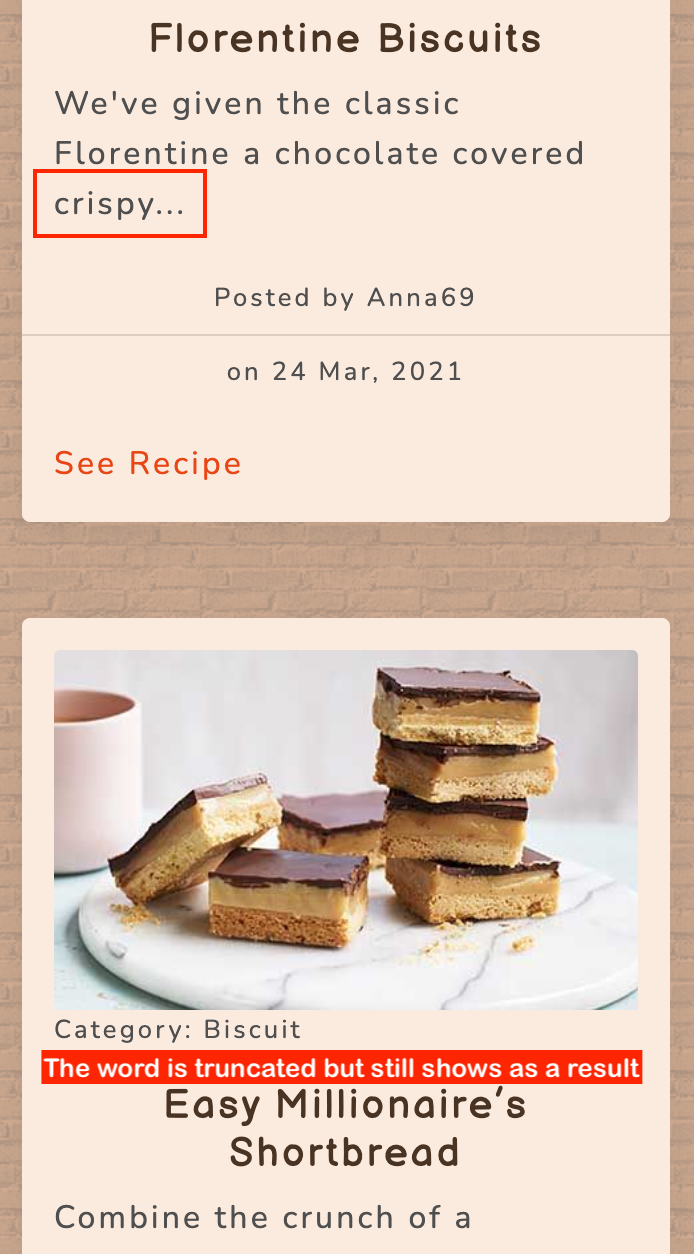 Florentine Biscuits
We've given the classic
Florentine a chocolate covered
crispy...
Posted by Anna69
on 24 Mar, 2021
See Recipe
Category: Biscuit
The word is truncated but still shows as a result
Easy Millionaire's
Shortbread
Combine the crunch of a